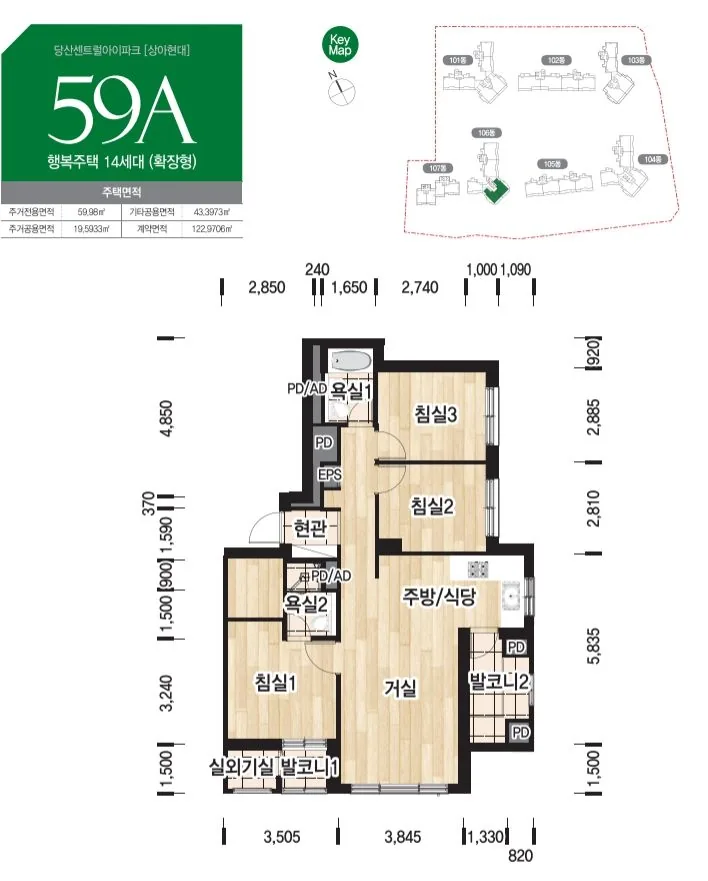 당산센트럴아이파크 [상아현대]
59A
행복주택 14세대 (확장형)
주택면적
주거전용면적 59.98㎡ 기타공용면적 43.3973㎡
주거공용면적 19.5933㎡ 계약면적 122.9706㎡
Key
Map
N
101동
102동
103동
106동
107동
105동
104동
240
1,000
1,090
2,850
1,650
2,740
920
4,850
2,885
370
2,810
1,590
900
1,500
5,835
3,240
1,500
1,500
PD/AD
욕실1
침실3
PD
EPS
침실2
현관
PD/AD
욕실2
주방/식당
PD
침실1
거실
발코니2
PD
실외기실
발코니1
3,505
3,845
1,330
820